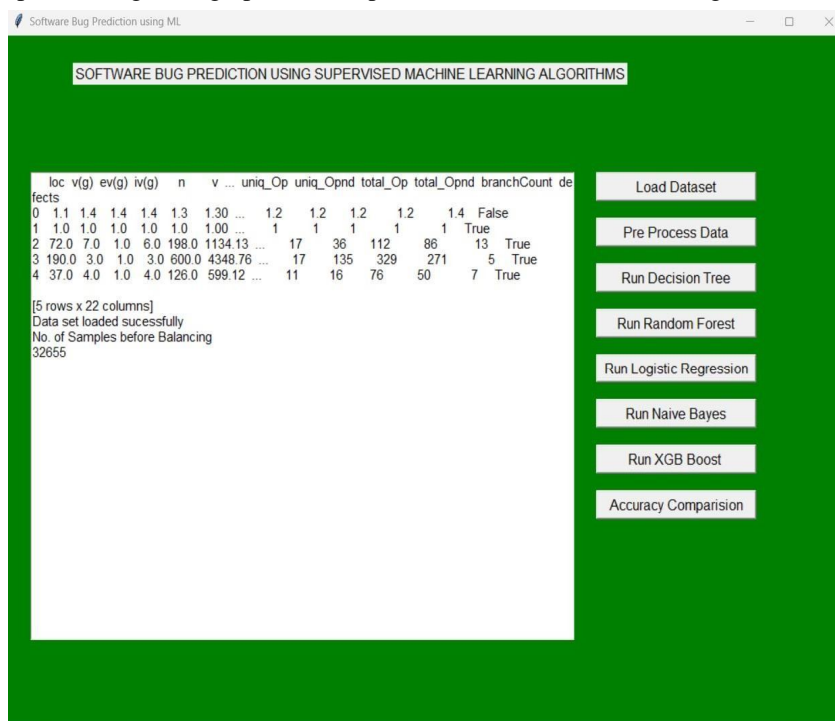 Software Bug Prediction using ML
SOFTWARE BUG PREDICTION USING SUPERVISED MACHINE LEARNING ALGORITHMS
loc v(g) ev(g) iv(g) n v ... uniq_Op uniq_Opnd total_Op total_Opnd branchCount de
fects
0 1.1 1.4 1.4 1.4 1.3 1.30 ... 1.2 1.2 1.2 1.2 1.4 False
1 1.0 1.0 1.0 1.0 1.0 1.00 ... 1 1 1 1 1 True
2 72.0 7.0 1.0 6.0 198.0 1134.13 ... 17 36 112 86 13 True
3 190.0 3.0 1.0 3.0 600.0 4348.76 ... 17 135 329 271 5 True
4 37.0 4.0 1.0 4.0 126.0 599.12 ... 11 16 76 50 7 True
[5 rows x 22 columns]
Data set loaded sucessfully
No. of Samples before Balancing
32655
Load Dataset
Pre Process Data
Run Decision Tree
Run Random Forest
Run Logistic Regression
Run Naive Bayes
Run XGB Boost
Accuracy Comparision